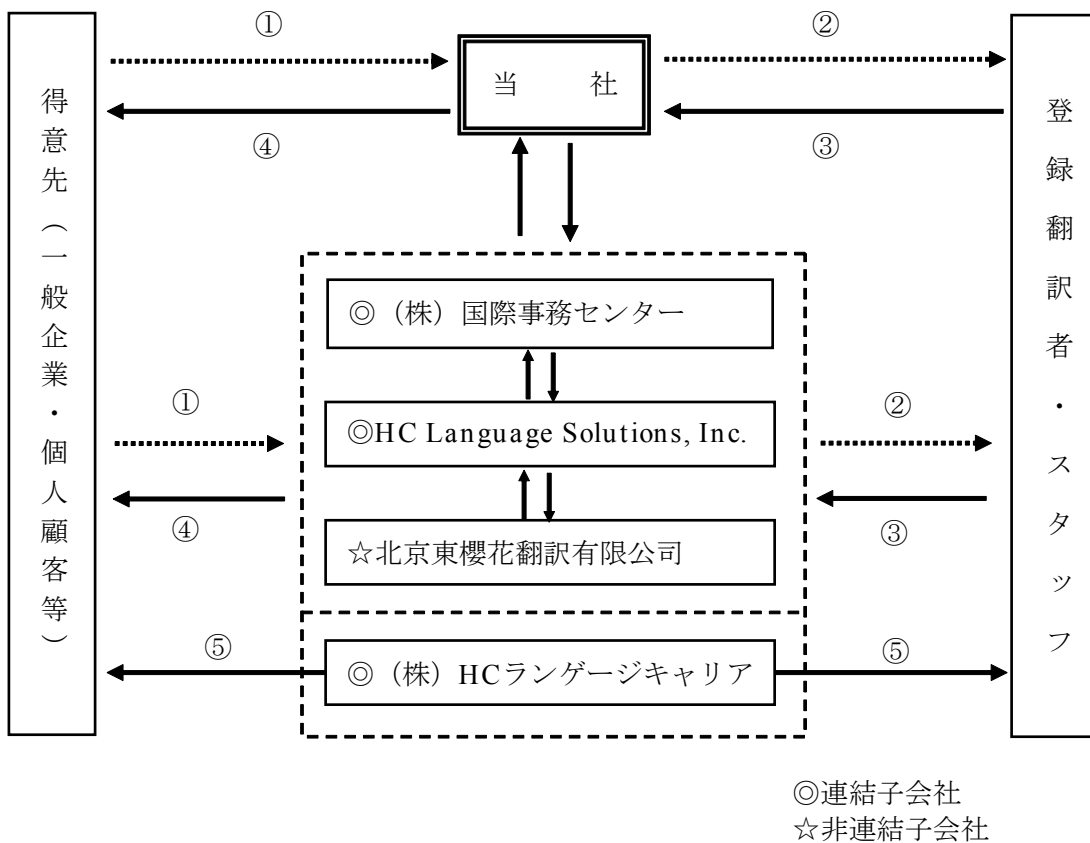 ① ②
当 社
④ ③
得意先（一般企業・個人顧客等）
登録翻訳者・スタッフ
◎（株）国際事務センター
① ②
◎HC Language Solutions, Inc.
④ ③
☆北京東櫻花翻訳有限公司
⑤ ⑤
◎（株）HCランゲージキャリア
◎連結子会社
☆非連結子会社